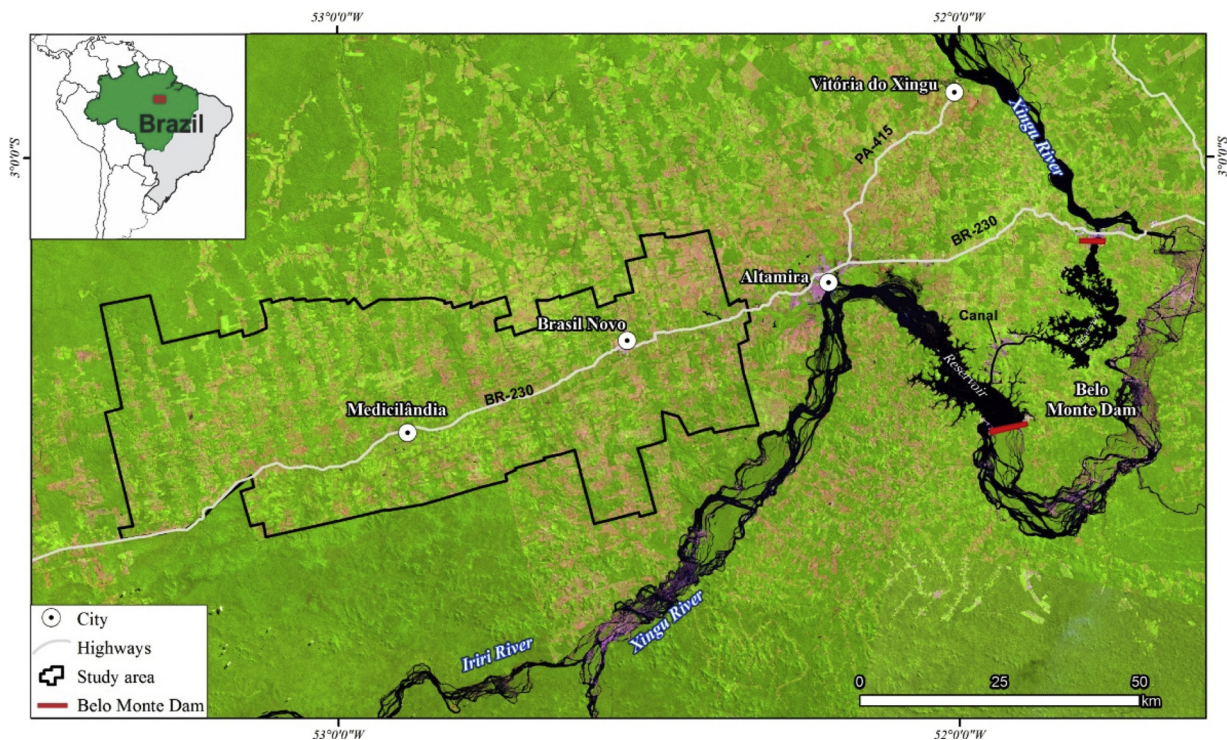 53°0'0"W
52°0'0"W
Brazil
3°0'0"S
3°0'0"S
Vitória do Xingu
Xingu River
PA-415
BR-230
Altamira
Canal
Brasil Novo
Reservoir
BR-230
Belo
Monte Dam
Medicilândia
Iriri River
Xingu River
City
Highways
Study area
Belo Monte Dam
0
25
50
km
53°0'0"W
52°0'0"W